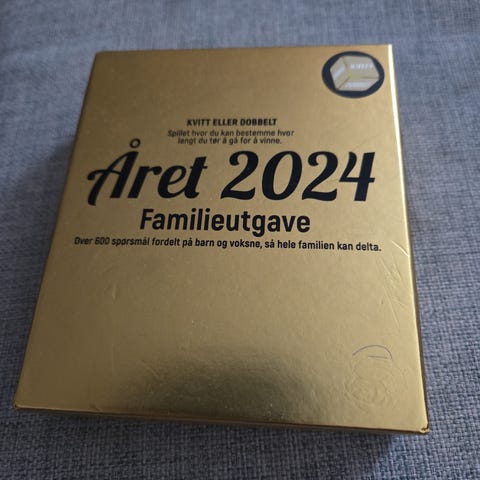 KVITT ELLER DOBBELT
Spillet hvor du kan bestemme hvor
langt du tør å gå for å vinne.
Året 2024
Familieutgave
Over 600 spørsmål fordelt på barn og voksne, så hele familien kan delta.